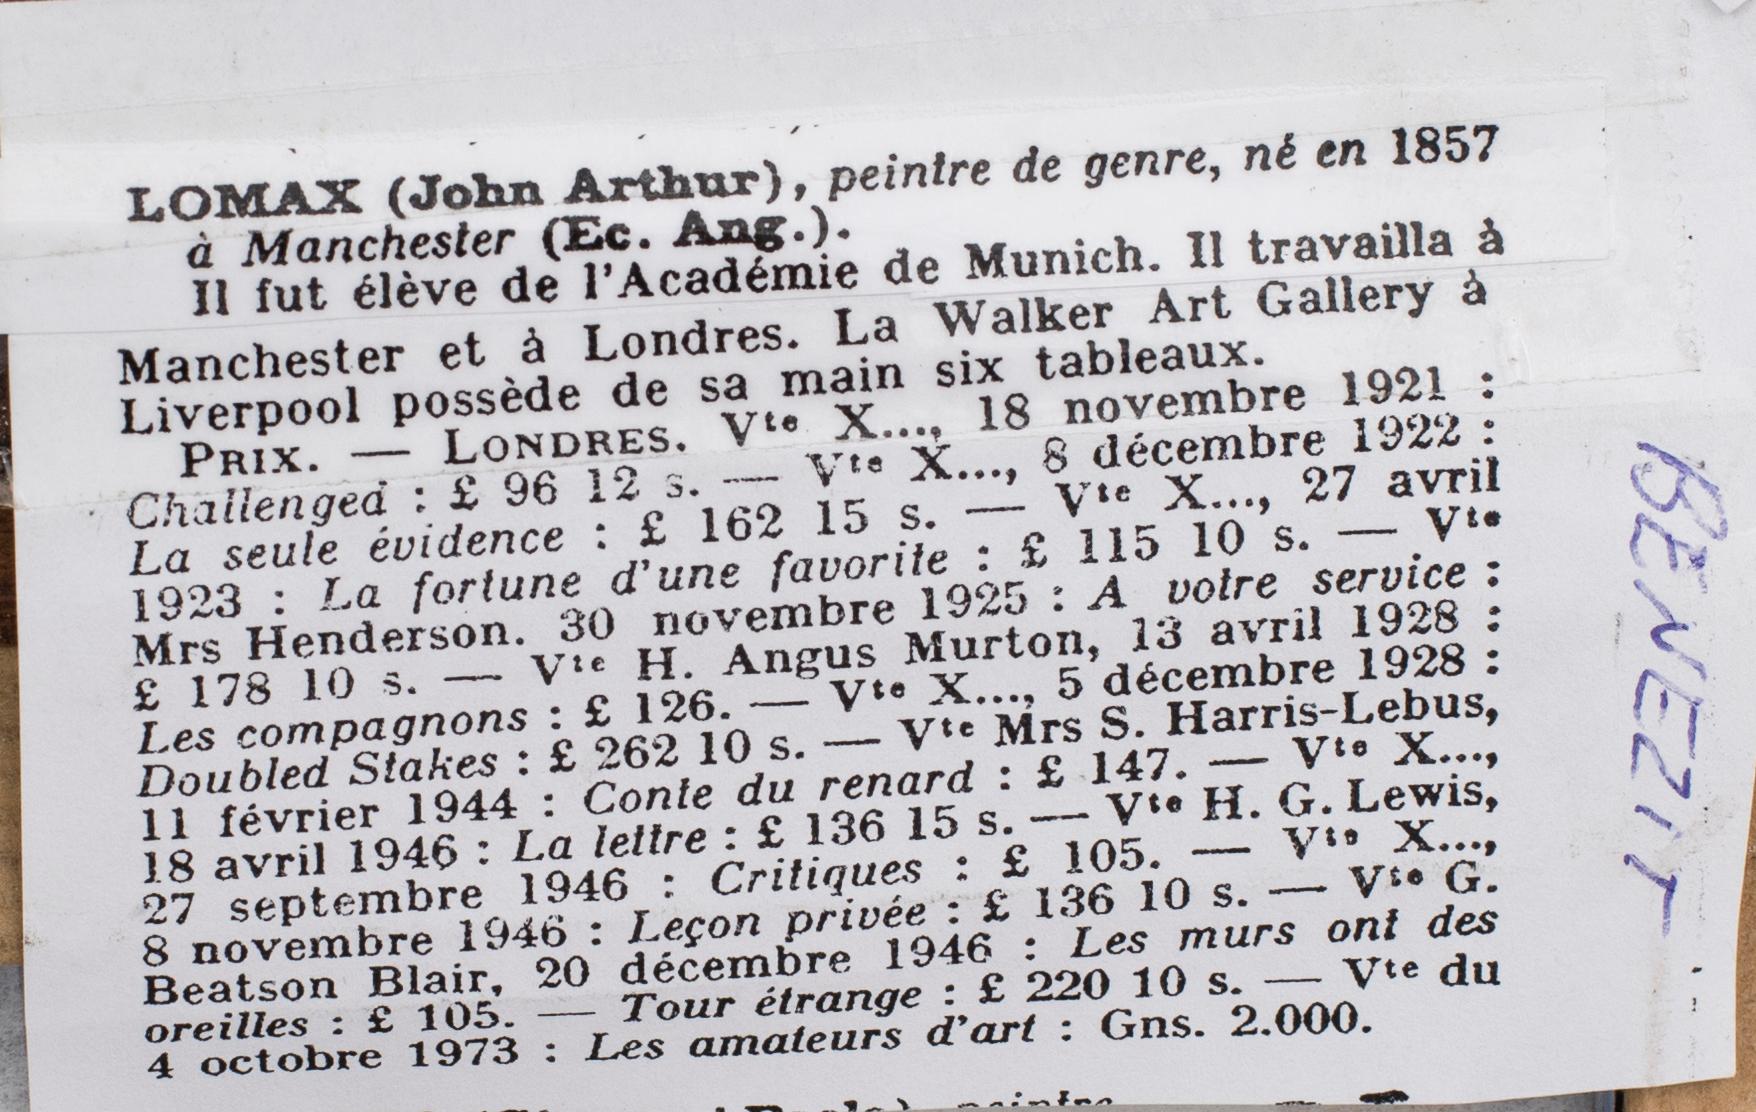 LOMAX (John Arthur), peintre de genre, né en 1857
à Manchester (Ec. Ang.).
Il fut élève de l'Académie de Munich. Il travailla à
Manchester et à Londres. La Walker Art Gallery à
Liverpool possède de sa main six tableaux.
PRIX. — LONDRES. Vte X..., 18 novembre 1921 :
Challenged : £ 96 12 s. — Vte X..., 8 décembre 1922 :
La seule évidence : £ 162 15 s. — Vte X..., 27 avril
1923 : La fortune d'une favorite : £ 115 10 s. — Vte
Mrs Henderson. 30 novembre 1925 : A votre service :
£ 178 10 s. — Vte H. Angus Murton, 13 avril 1928 :
Les compagnons : £ 126. — Vte X..., 5 décembre 1928 :
Doubled Stakes : £ 262 10 s. — Vte Mrs S. Harris-Lebus,
11 février 1944 : Conte du renard : £ 147. — Vte X...,
18 avril 1946 : La lettre : £ 136 15 s. — Vte H. G. Lewis,
27 septembre 1946 : Critiques : £ 105. — Vte X...,
8 novembre 1946 : Leçon privée : £ 136 10 s. — Vte G.
Beatson Blair, 20 décembre 1946 : Les murs ont des
oreilles : £ 105. — Tour étrange : £ 220 10 s. — Vte du
4 octobre 1973 : Les amateurs d'art : Gns. 2.000.
peintre
BENEZIT